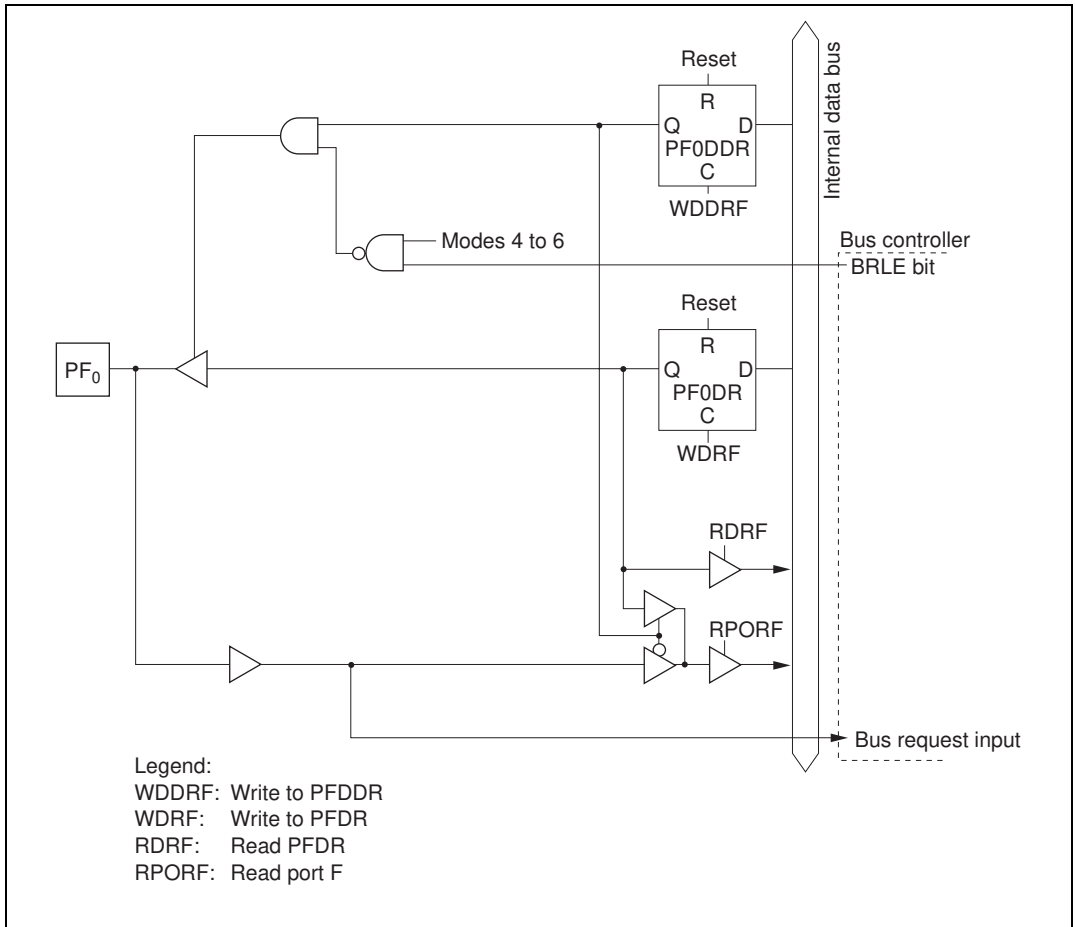 Reset
R
Q D
PF0DDR
C
WDDRF
Internal data bus
Modes 4 to 6
Bus controller
BRLE bit
Reset
R
Q D
PF0DR
C
WDRF
PF0
RDRF
RPORF
Bus request input
Legend:
WDDRF: Write to PFDDR
WDRF: Write to PFDR
RDRF: Read PFDR
RPORF: Read port F